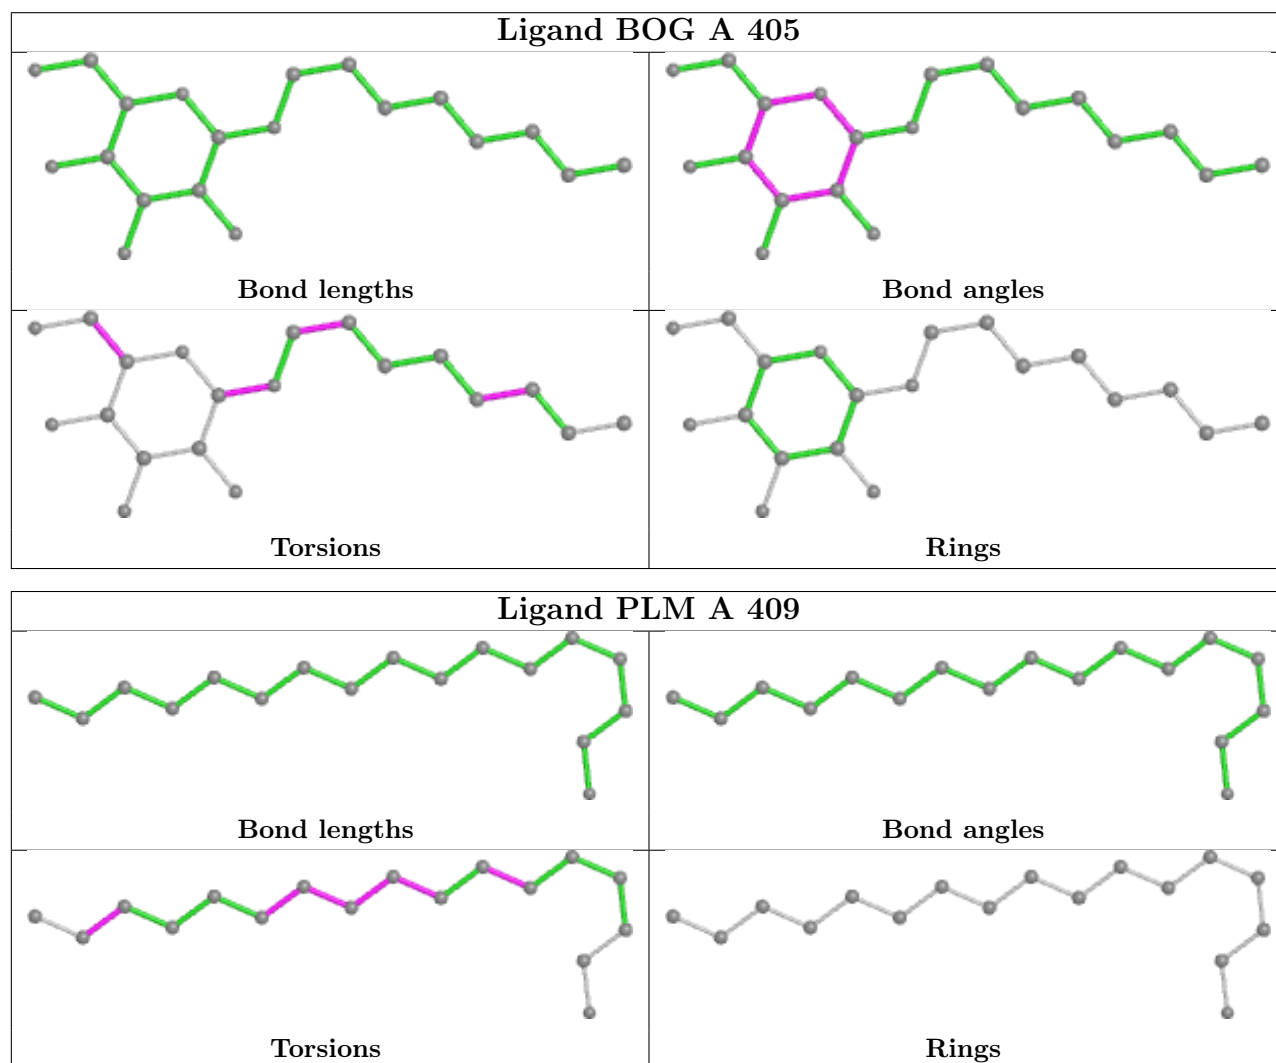 Ligand BOG A 405
Bond lengths
Bond angles
Torsions
Rings
Ligand PLM A 409
Bond lengths
Bond angles
Torsions
Rings